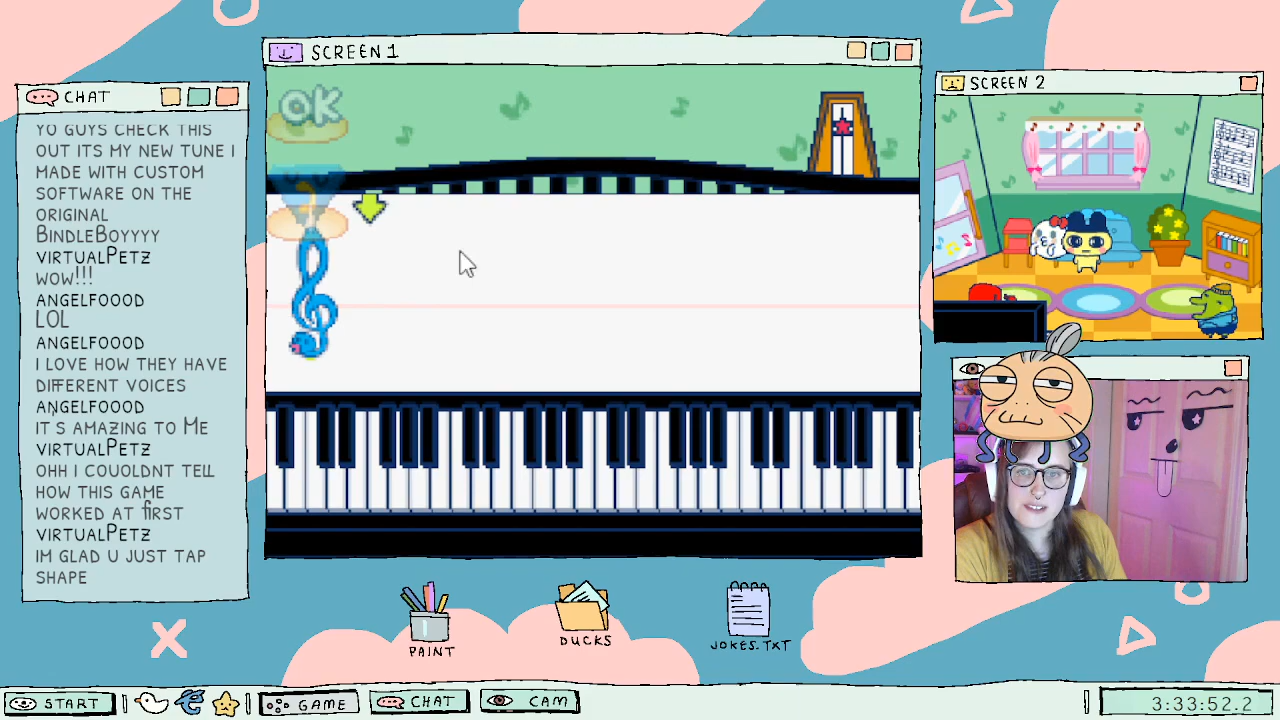 SCREEN 1
SCREEN 2
CHAT
YO GUYS CHECK THIS
OUT ITS MY NEW TUNE I
MADE WITH CUSTOM
SOFTWARE ON THE
ORIGINAL
BINDLEBOYYYY
VIRTUALPETZ
WOW!!!
ANGELFOOOD
LOL
ANGELFOOOD
I LOVE HOW THEY HAVE
DIFFERENT VOICES
ANGELFOOOD
IT S AMAZING TO ME
VIRTUALPETZ
OHH I COUOLDNT TELL
HOW THIS GAME
WORKED AT FIRST
VIRTUALPETZ
IM GLAD U JUST TAP
SHAPE
OK
PAINT
DUCKS
JOKES.TXT
START
GAME
CHAT
CAM
3:33:52.2